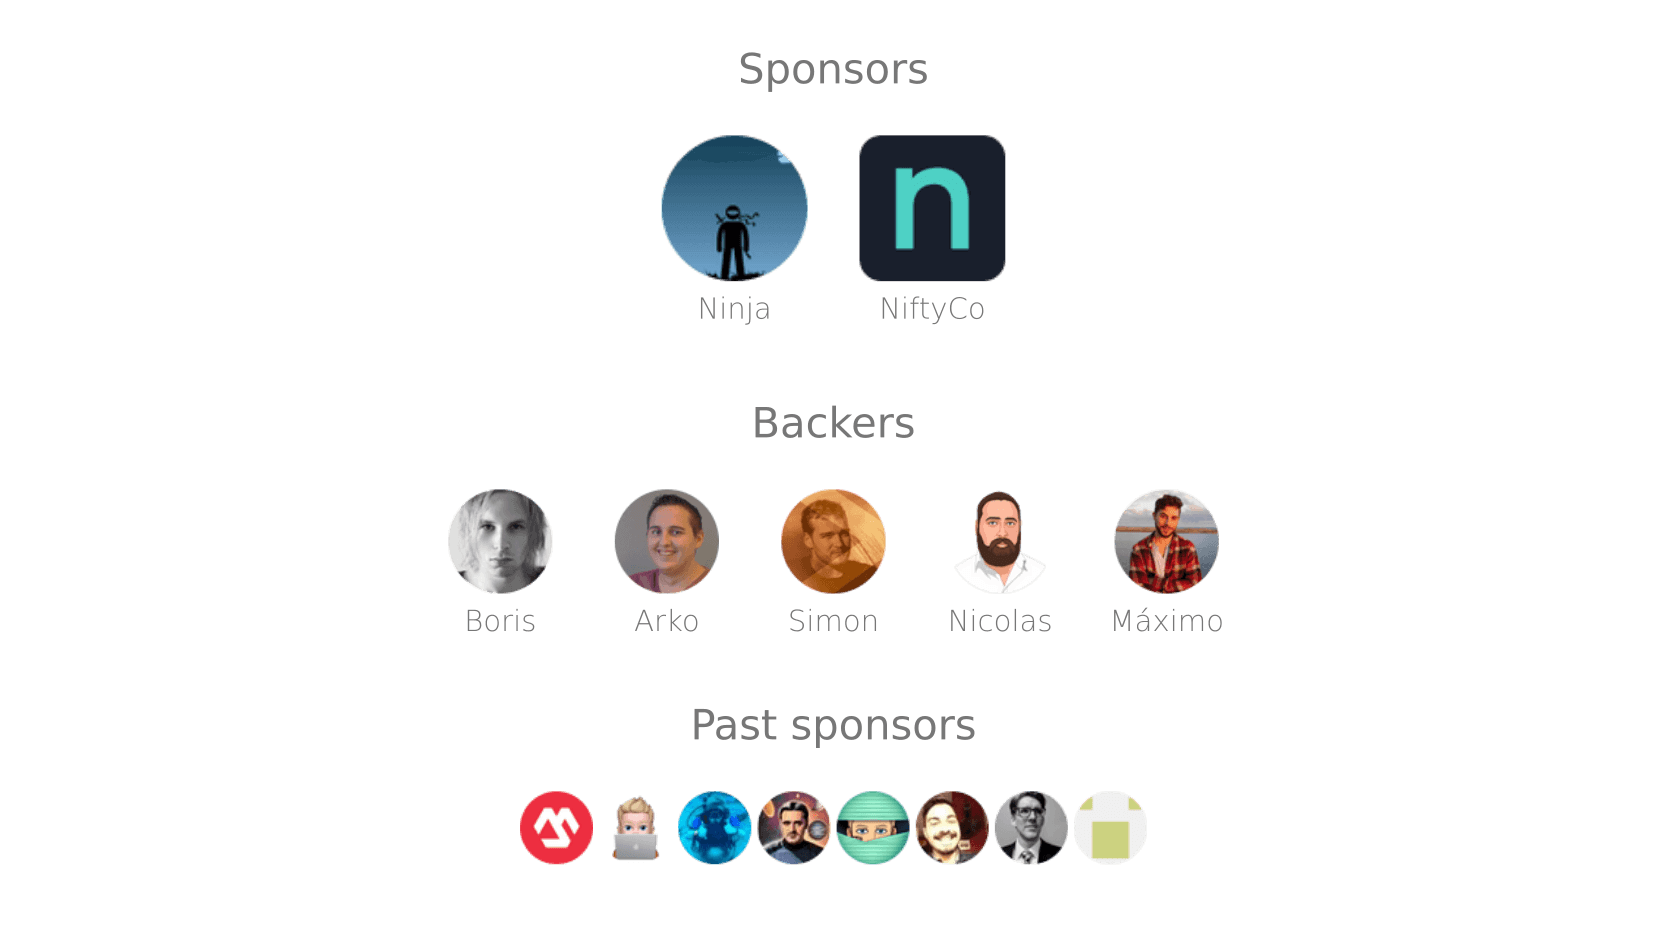 Sponsors
n
Ninja
NiftyCo
Backers
Boris
Arko
Simon
Nicolas
Máximo
Past sponsors